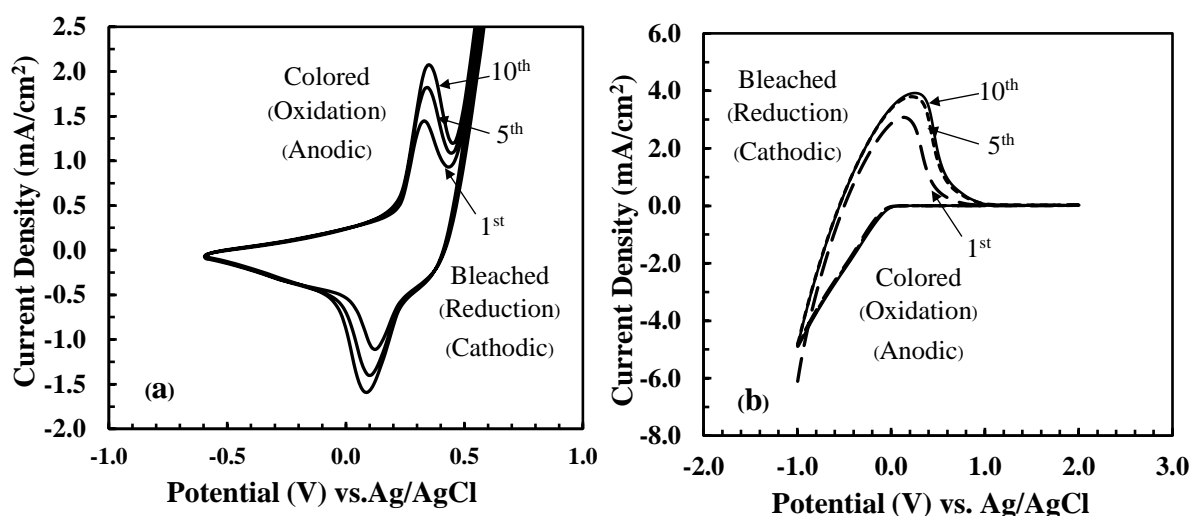 Current Density (mA/cm²)
2.5
2.0
1.5
1.0
0.5
0.0
-0.5
-1.0
-1.5
-2.0
Colored
(Oxidation)
(Anodic)
10th
5th
1st
Bleached
(Reduction)
(Cathodic)
(a)
-1.0 -0.5 0.0 0.5 1.0
Potential (V) vs.Ag/AgCl
Current Density (mA/cm²)
6.0
4.0
2.0
0.0
-2.0
-4.0
-6.0
-8.0
Bleached
(Reduction)
(Cathodic)
10th
5th
1st
Colored
(Oxidation)
(Anodic)
(b)
-2.0 -1.0 0.0 1.0 2.0 3.0
Potential (V) vs. Ag/AgCl